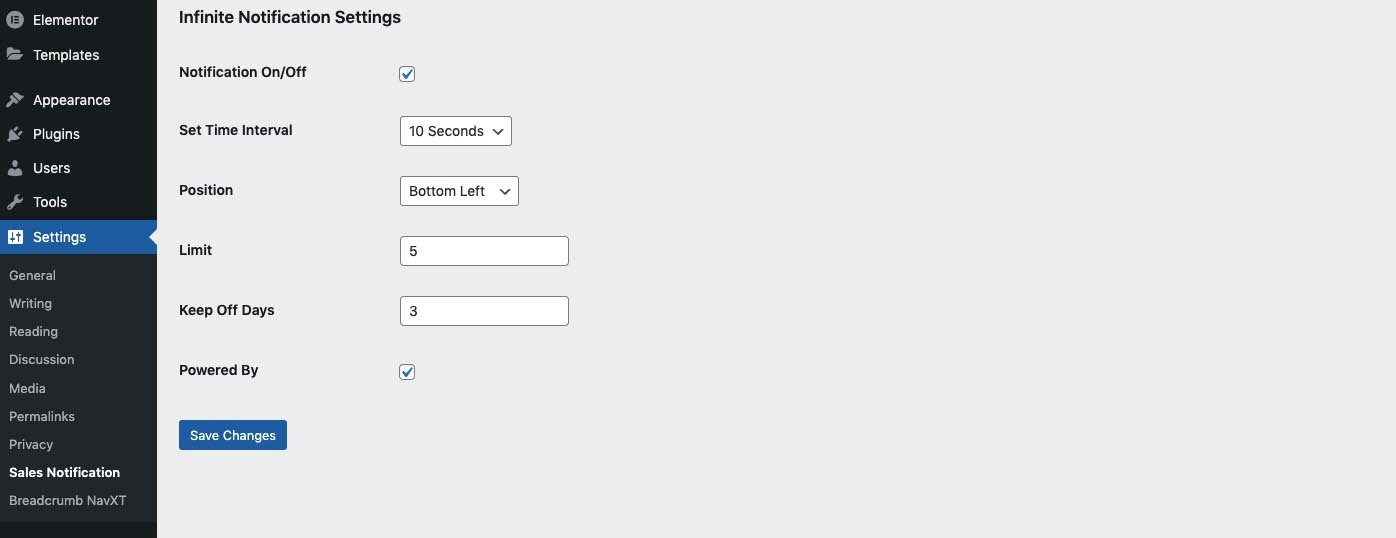 Elementor
Templates
Appearance
Plugins
Users
Tools
Settings
General
Writing
Reading
Discussion
Media
Permalinks
Privacy
Sales Notification
Breadcrumb NavXT
Infinite Notification Settings
Notification On/Off
Set Time Interval 10 Seconds
Position Bottom Left
Limit 5
Keep Off Days 3
Powered By
Save Changes